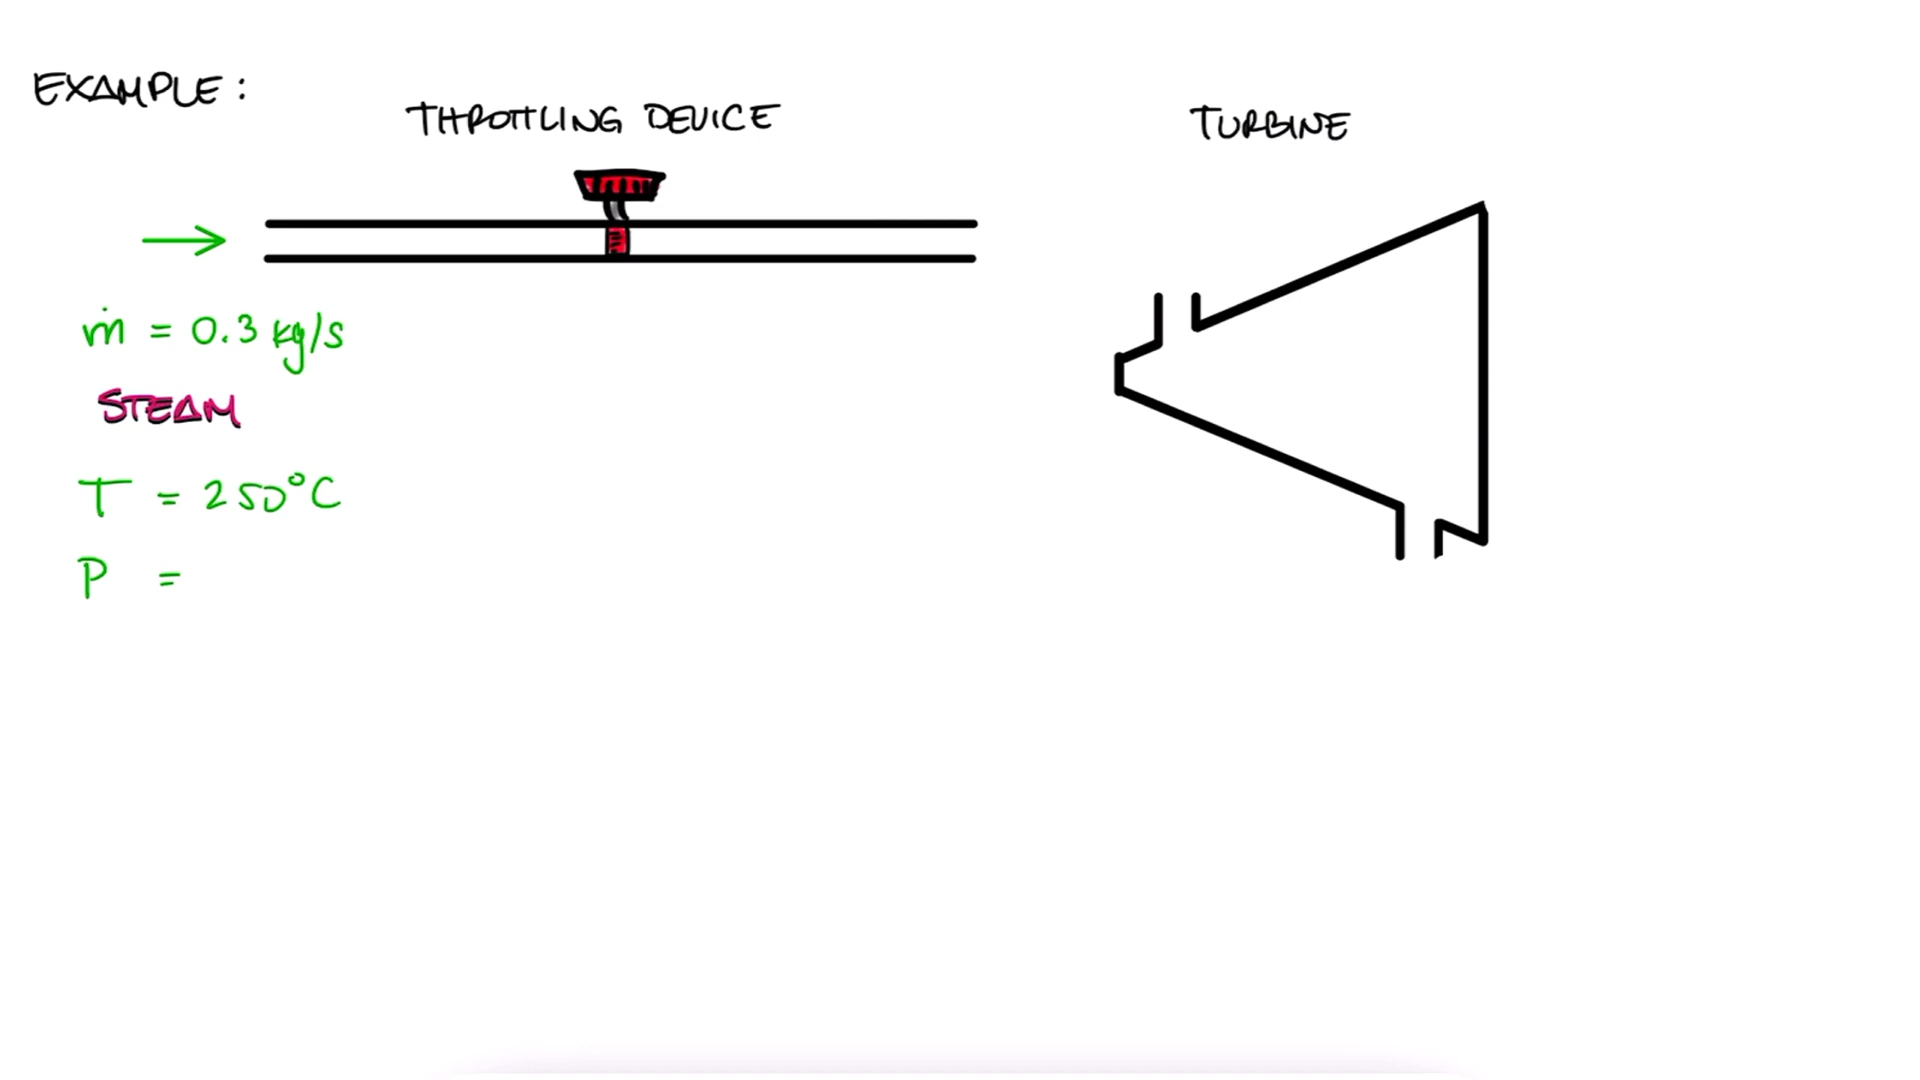 EXAMPLE:
THROTTLING DEVICE
TURBINE
ṁ = 0.3 kg/s
STEAM
T = 250°C
P =